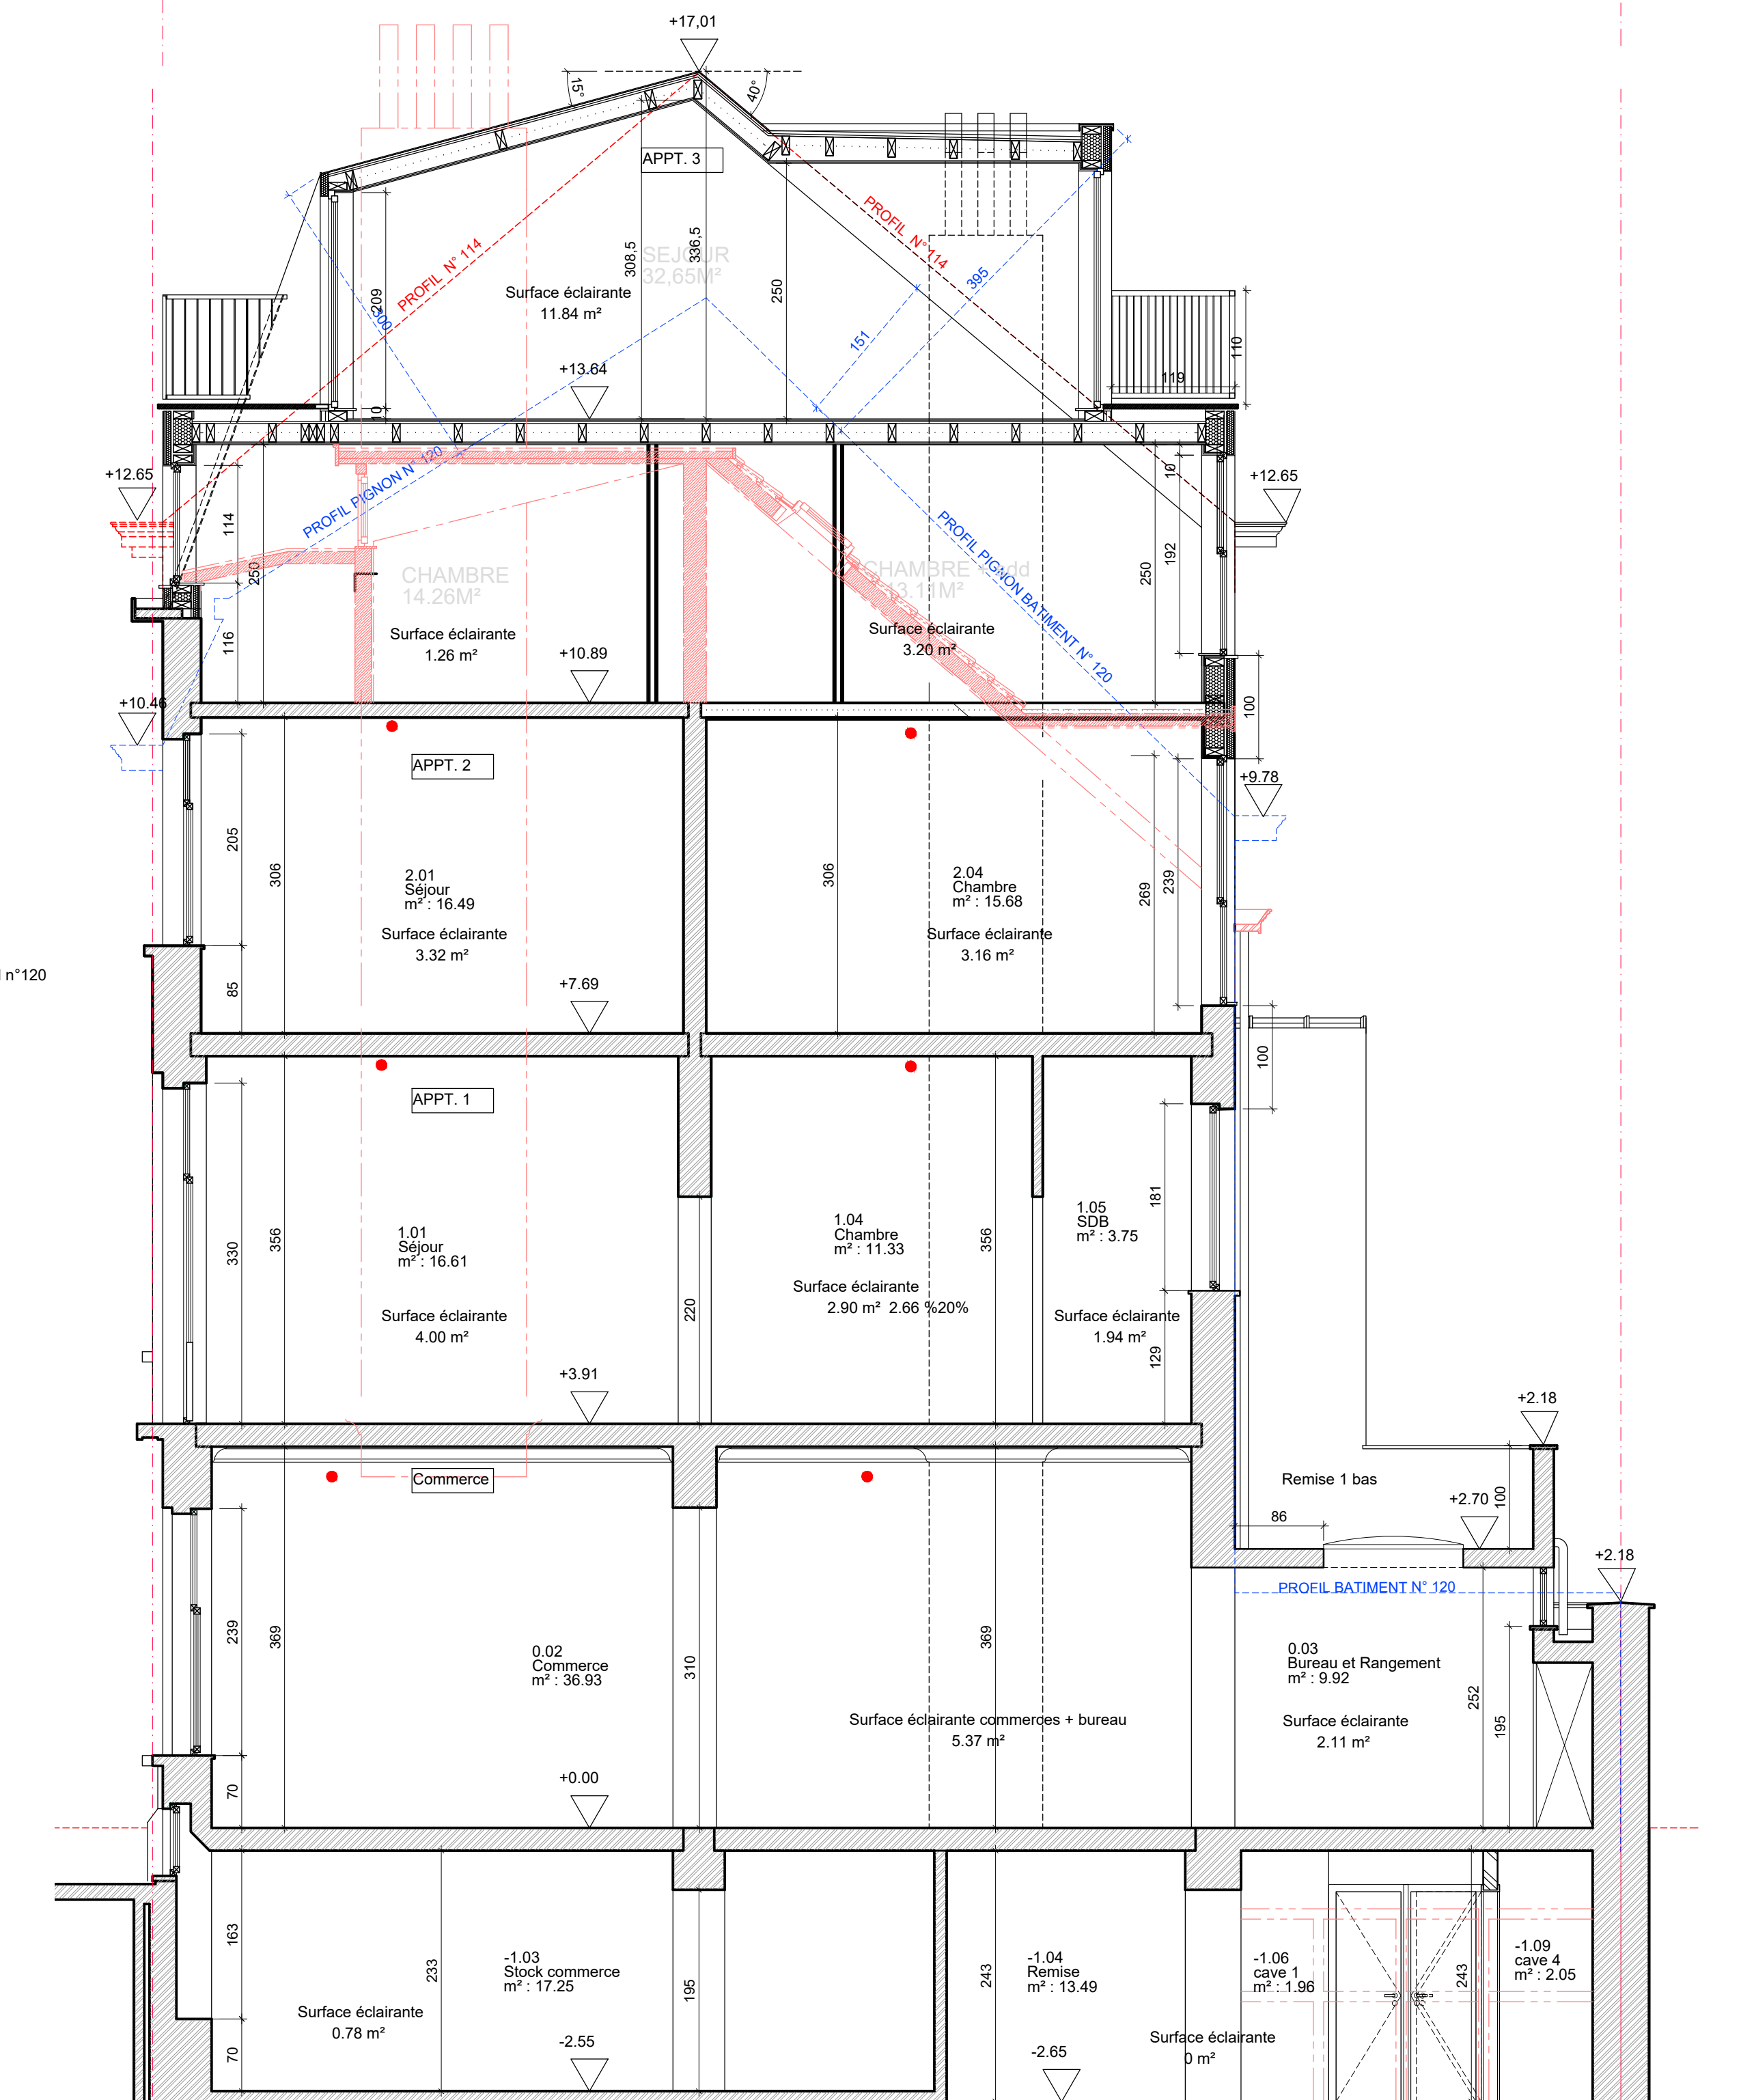 +17,01
15°
40°
APPT. 3
PROFIL N° 114
PROFIL N° 114
SEJOUR
32,65M²
308,5
336,5
250
209
300
395
151
Surface éclairante
11.84 m²
110
119
+13.64
10
PROFIL PIGNON N° 120
+12.65
+12.65
10
114
250
192
250
PROFIL PIGNON BATIMENT N° 120
CHAMBRE
14.26M²
Surface éclairante
1.26 m²
Surface éclairante
3.20 m²
116
+10.89
100
+10.46
APPT. 2
+9.78
205
306
306
269
239
2.01
Séjour
m² : 16.49
2.04
Chambre
m² : 15.68
Surface éclairante
3.32 m²
Surface éclairante
3.16 m²
n°120
85
+7.69
100
APPT. 1
330
356
356
181
1.01
Séjour
m² : 16.61
1.04
Chambre
m² : 11.33
1.05
SDB
m² : 3.75
Surface éclairante
4.00 m²
220
Surface éclairante
2.90 m² 2.66 %20%
Surface éclairante
1.94 m²
129
+3.91
+2.18
Commerce
Remise 1 bas
+2.70
100
86
+2.18
PROFIL BATIMENT N° 120
239
369
310
369
252
195
0.02
Commerce
m² : 36.93
0.03
Bureau et Rangement
m² : 9.92
Surface éclairante commerces + bureau
5.37 m²
Surface éclairante
2.11 m²
70
+0.00
163
233
195
243
243
-1.03
Stock commerce
m² : 17.25
-1.04
Remise
m² : 13.49
-1.06
cave 1
m² : 1.96
-1.09
cave 4
m² : 2.05
Surface éclairante
0.78 m²
Surface éclairante
0 m²
70
-2.55
-2.65